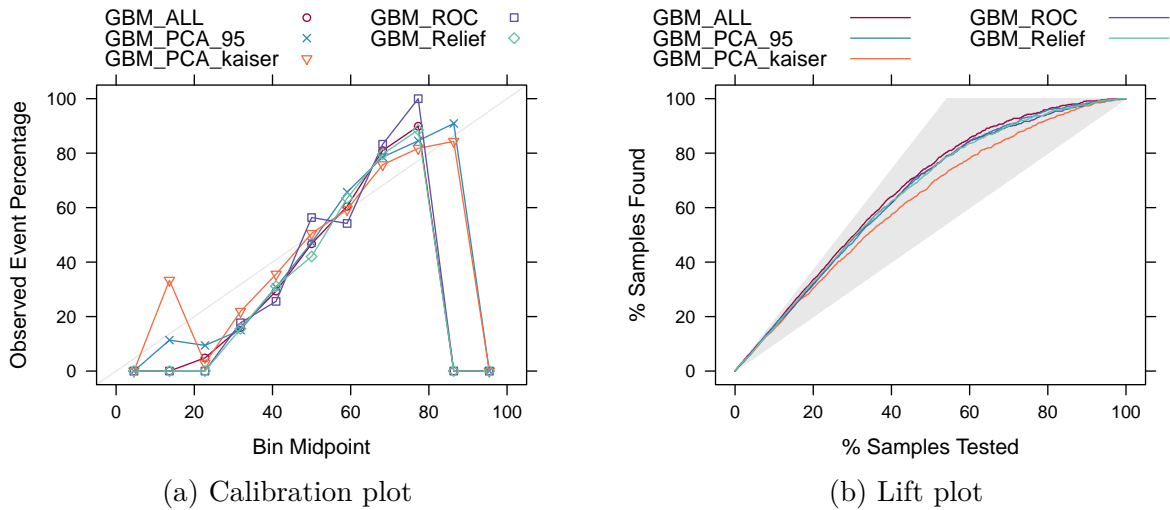 GBM_ALL
GBM_PCA_95
GBM_PCA_kaiser
GBM_ROC
GBM_Relief
Observed Event Percentage
100
80
60
40
20
0
0 20 40 60 80 100
Bin Midpoint
(a) Calibration plot
GBM_ALL
GBM_PCA_95
GBM_PCA_kaiser
GBM_ROC
GBM_Relief
% Samples Found
100
80
60
40
20
0
0 20 40 60 80 100
% Samples Tested
(b) Lift plot